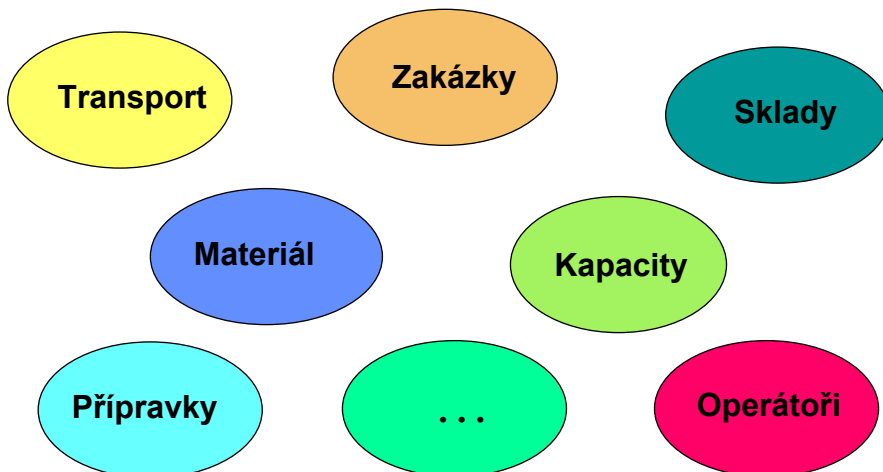 Transport
Zakázky
Sklady
Materiál
Kapacity
Přípravky
. . .
Operátoři